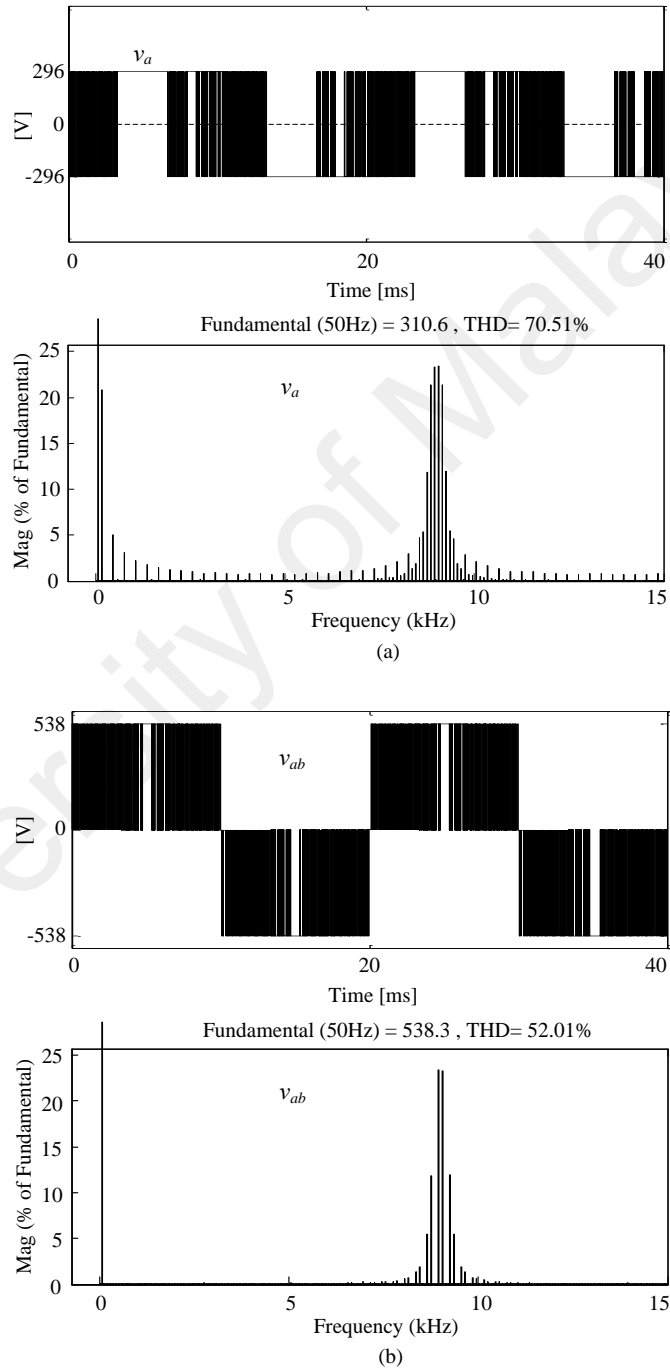 v_a
296
[V]
0
-296
0
20
40
Time [ms]
Fundamental (50Hz) = 310.6 , THD= 70.51%
25
v_a
20
15
10
5
0
Mag (% of Fundamental)
0
5
10
15
Frequency (kHz)
(a)
538
v_ab
[V]
0
-538
0
20
40
Time [ms]
Fundamental (50Hz) = 538.3 , THD= 52.01%
25
v_ab
20
15
10
5
0
Mag (% of Fundamental)
0
5
10
15
Frequency (kHz)
(b)
ersity of Malay